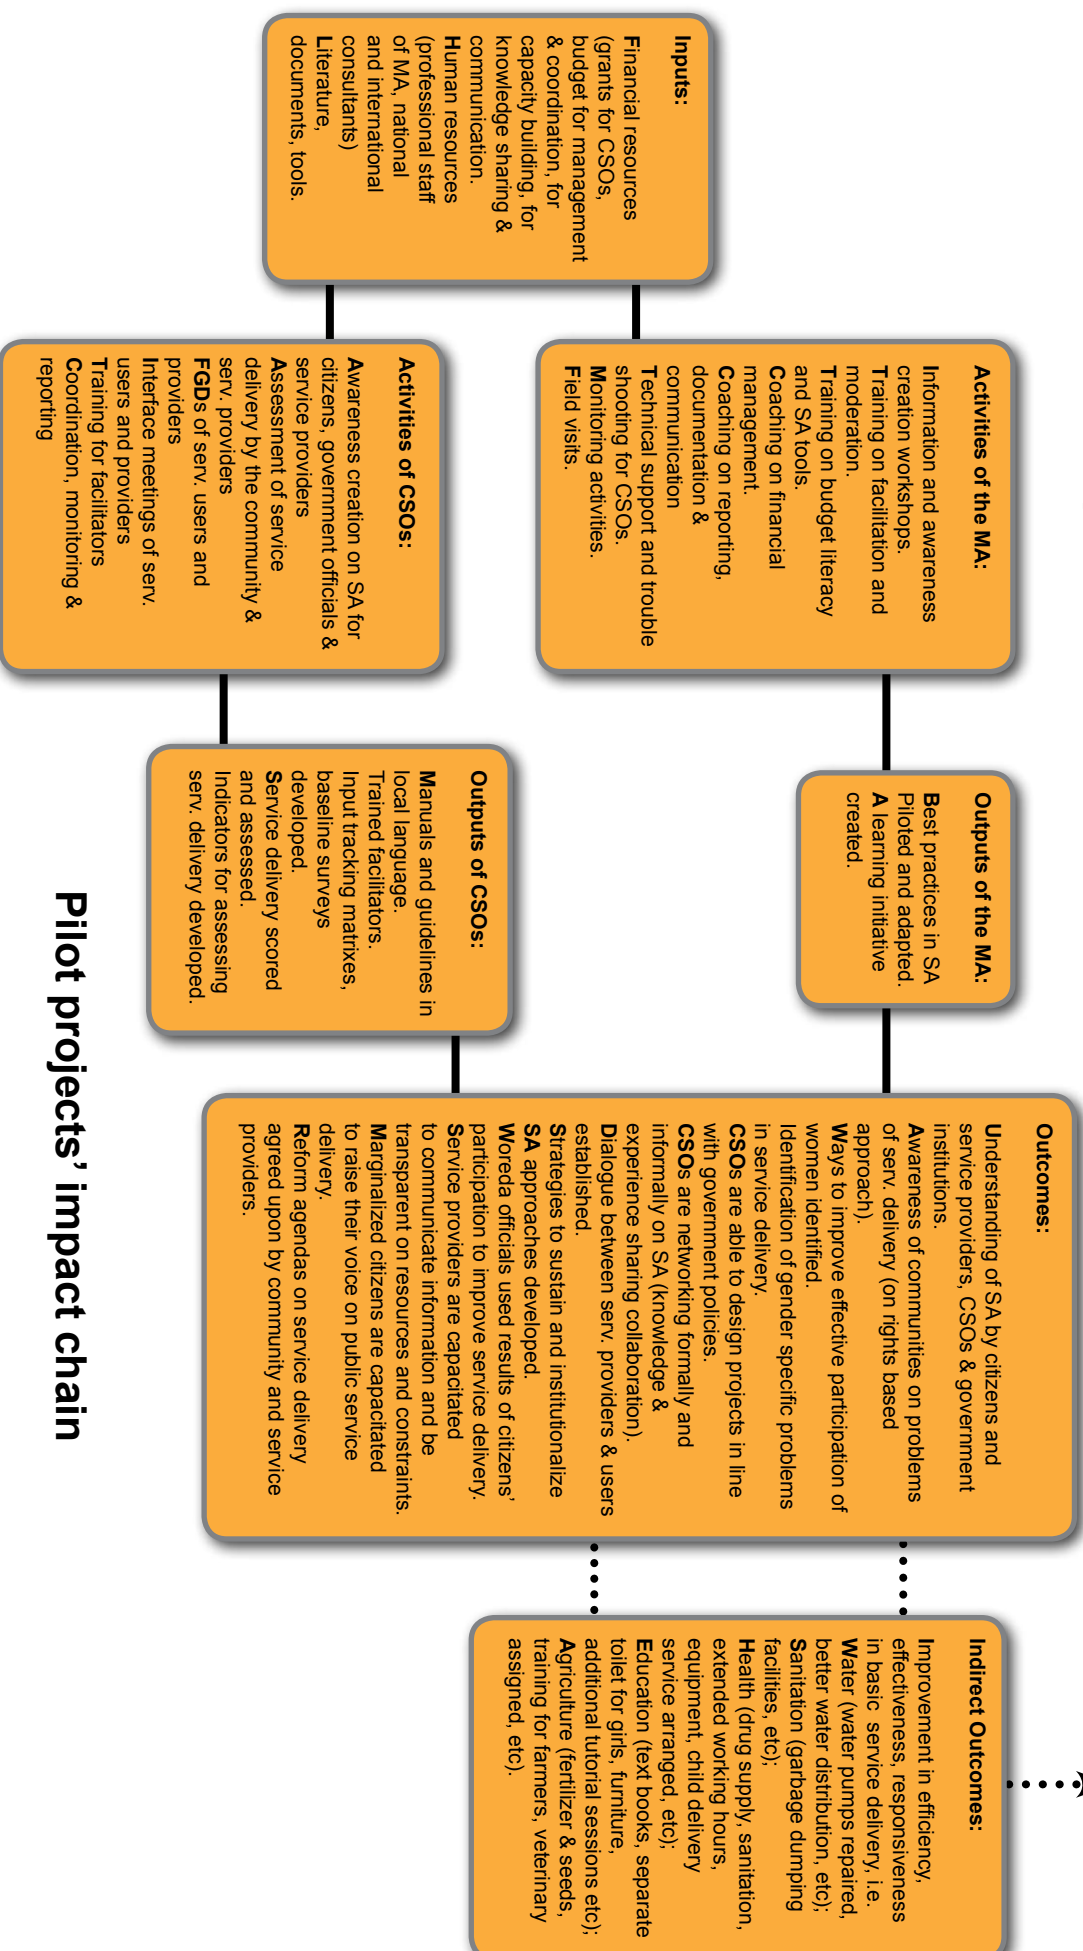 Inputs:
Financial resources
(grants for CSOs,
budget for management
& coordination, for
capacity building, for
knowledge sharing &
communication.
Human resources
(professional staff
of MA, national
and international
consultants)
Literature,
documents, tools.
Activities of the MA:
Information and awareness
creation workshops.
Training on facilitation and
moderation.
Training on budget literacy
and SA tools.
Coaching on financial
management.
Coaching on reporting,
documentation &
communication
Technical support and trouble
shooting for CSOs.
Monitoring activities.
Field visits.
Activities of CSOs:
Awareness creation on SA for
citizens, government officials &
service providers
Assessment of service
delivery by the community &
serv. providers
FGDs of serv. users and
providers
Interface meetings of serv.
users and providers
Training for facilitators
Coordination, monitoring &
reporting
Outputs of the MA:
Best practices in SA
Piloted and adapted.
A learning initiative
created.
Outputs of CSOs:
Manuals and guidelines in
local language.
Trained facilitators.
Input tracking matrixes,
baseline surveys
developed.
Service delivery scored
and assessed.
Indicators for assessing
serv. delivery developed.
Outcomes:
Understanding of SA by citizens and
service providers, CSOs & government
institutions.
Awareness of communities on problems
of serv. delivery (on rights based
approach).
Ways to improve effective participation of
women identified.
Identification of gender specific problems
in service delivery.
CSOs are able to design projects in line
with government policies.
CSOs are networking formally and
informally on SA (knowledge &
experience sharing collaboration).
Dialogue between serv. providers & users
established.
Strategies to sustain and institutionalize
SA approaches developed.
Woreda officials used results of citizens’
participation to improve service delivery.
Service providers are capacitated
to communicate information and be
transparent on resources and constraints.
Marginalized citizens are capacitated
to raise their voice on public service
delivery.
Reform agendas on service delivery
agreed upon by community and service
providers.
Indirect Outcomes:
Improvement in efficiency,
effectiveness, responsiveness
in basic service delivery, i.e.
Water (water pumps repaired,
better water distribution, etc);
Sanitation (garbage dumping
facilities, etc);
Health (drug supply, sanitation,
extended working hours,
equipment, child delivery
service arranged, etc);
Education (text books, separate
toilet for girls, furniture,
additional tutorial sessions etc);
Agriculture (fertilizer & seeds,
training for farmers, veterinary
assigned, etc).
Pilot projects’ impact chain